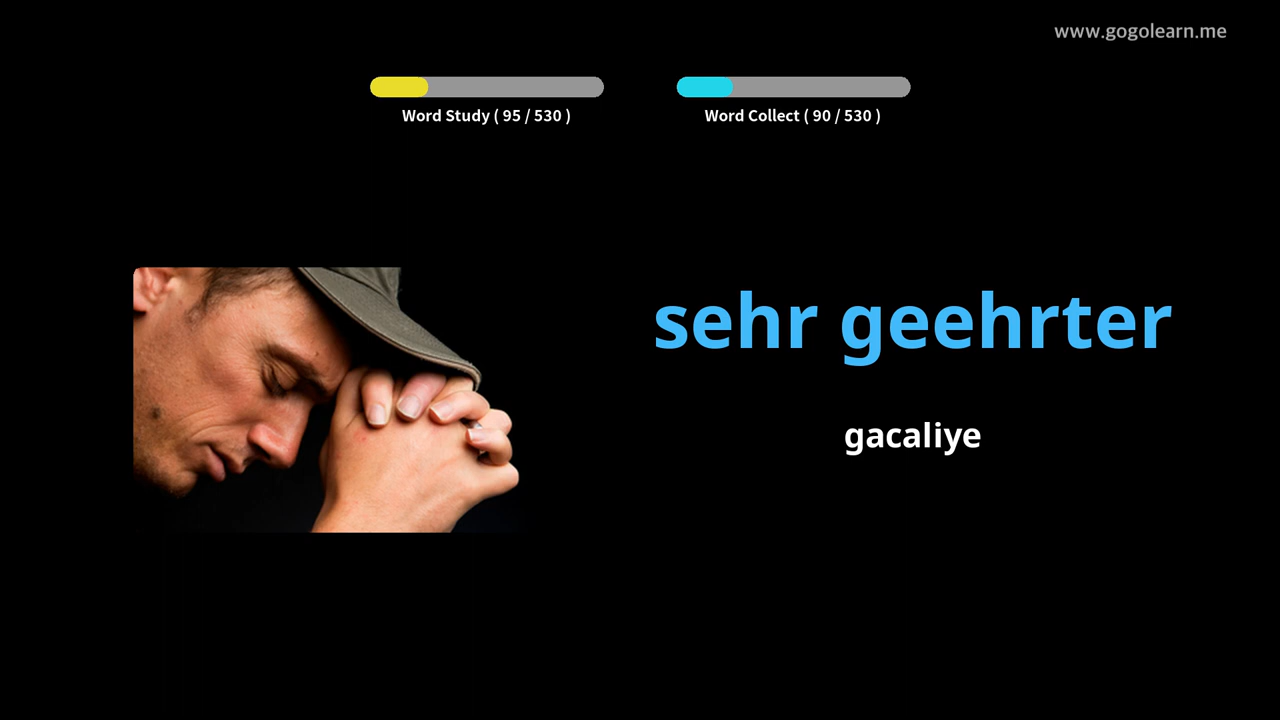 www.gogolearn.me
Word Study ( 95 / 530 )
Word Collect ( 90 / 530 )
sehr geehrter
gacaliye